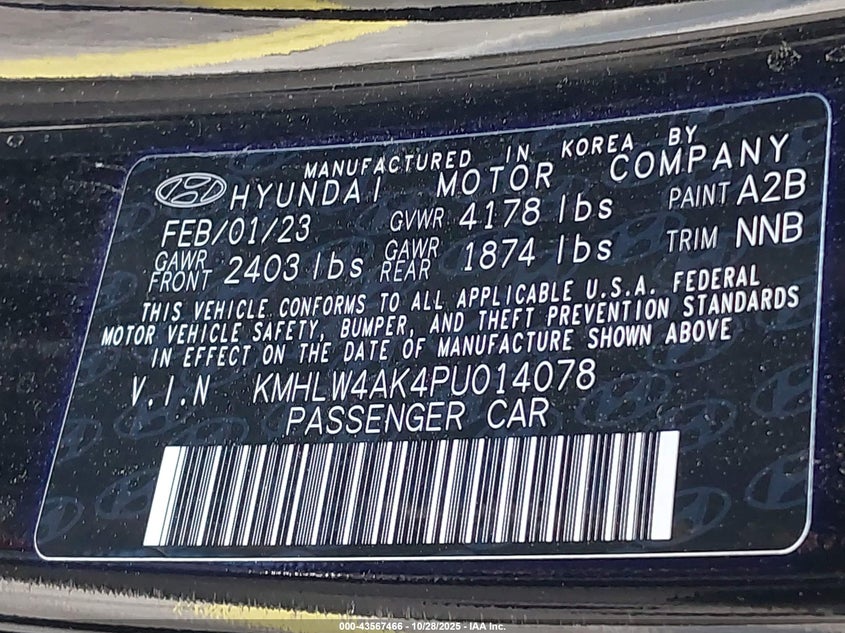 MANUFACTURED IN KOREA BY
HYUNDAI MOTOR COMPANY
FEB/01/23 GVWR 4178 lbs PAINT A2B
GAWR FRONT 2403 lbs GAWR REAR 1874 lbs TRIM NNB
THIS VEHICLE CONFORMS TO ALL APPLICABLE U.S.A. FEDERAL
MOTOR VEHICLE SAFETY, BUMPER, AND THEFT PREVENTION STANDARDS
IN EFFECT ON THE DATE OF MANUFACTURE SHOWN ABOVE
V.I.N KMHLW4AK4PU014078
PASSENGER CAR
000-43567466 - 10/28/2025 - IAA Inc.